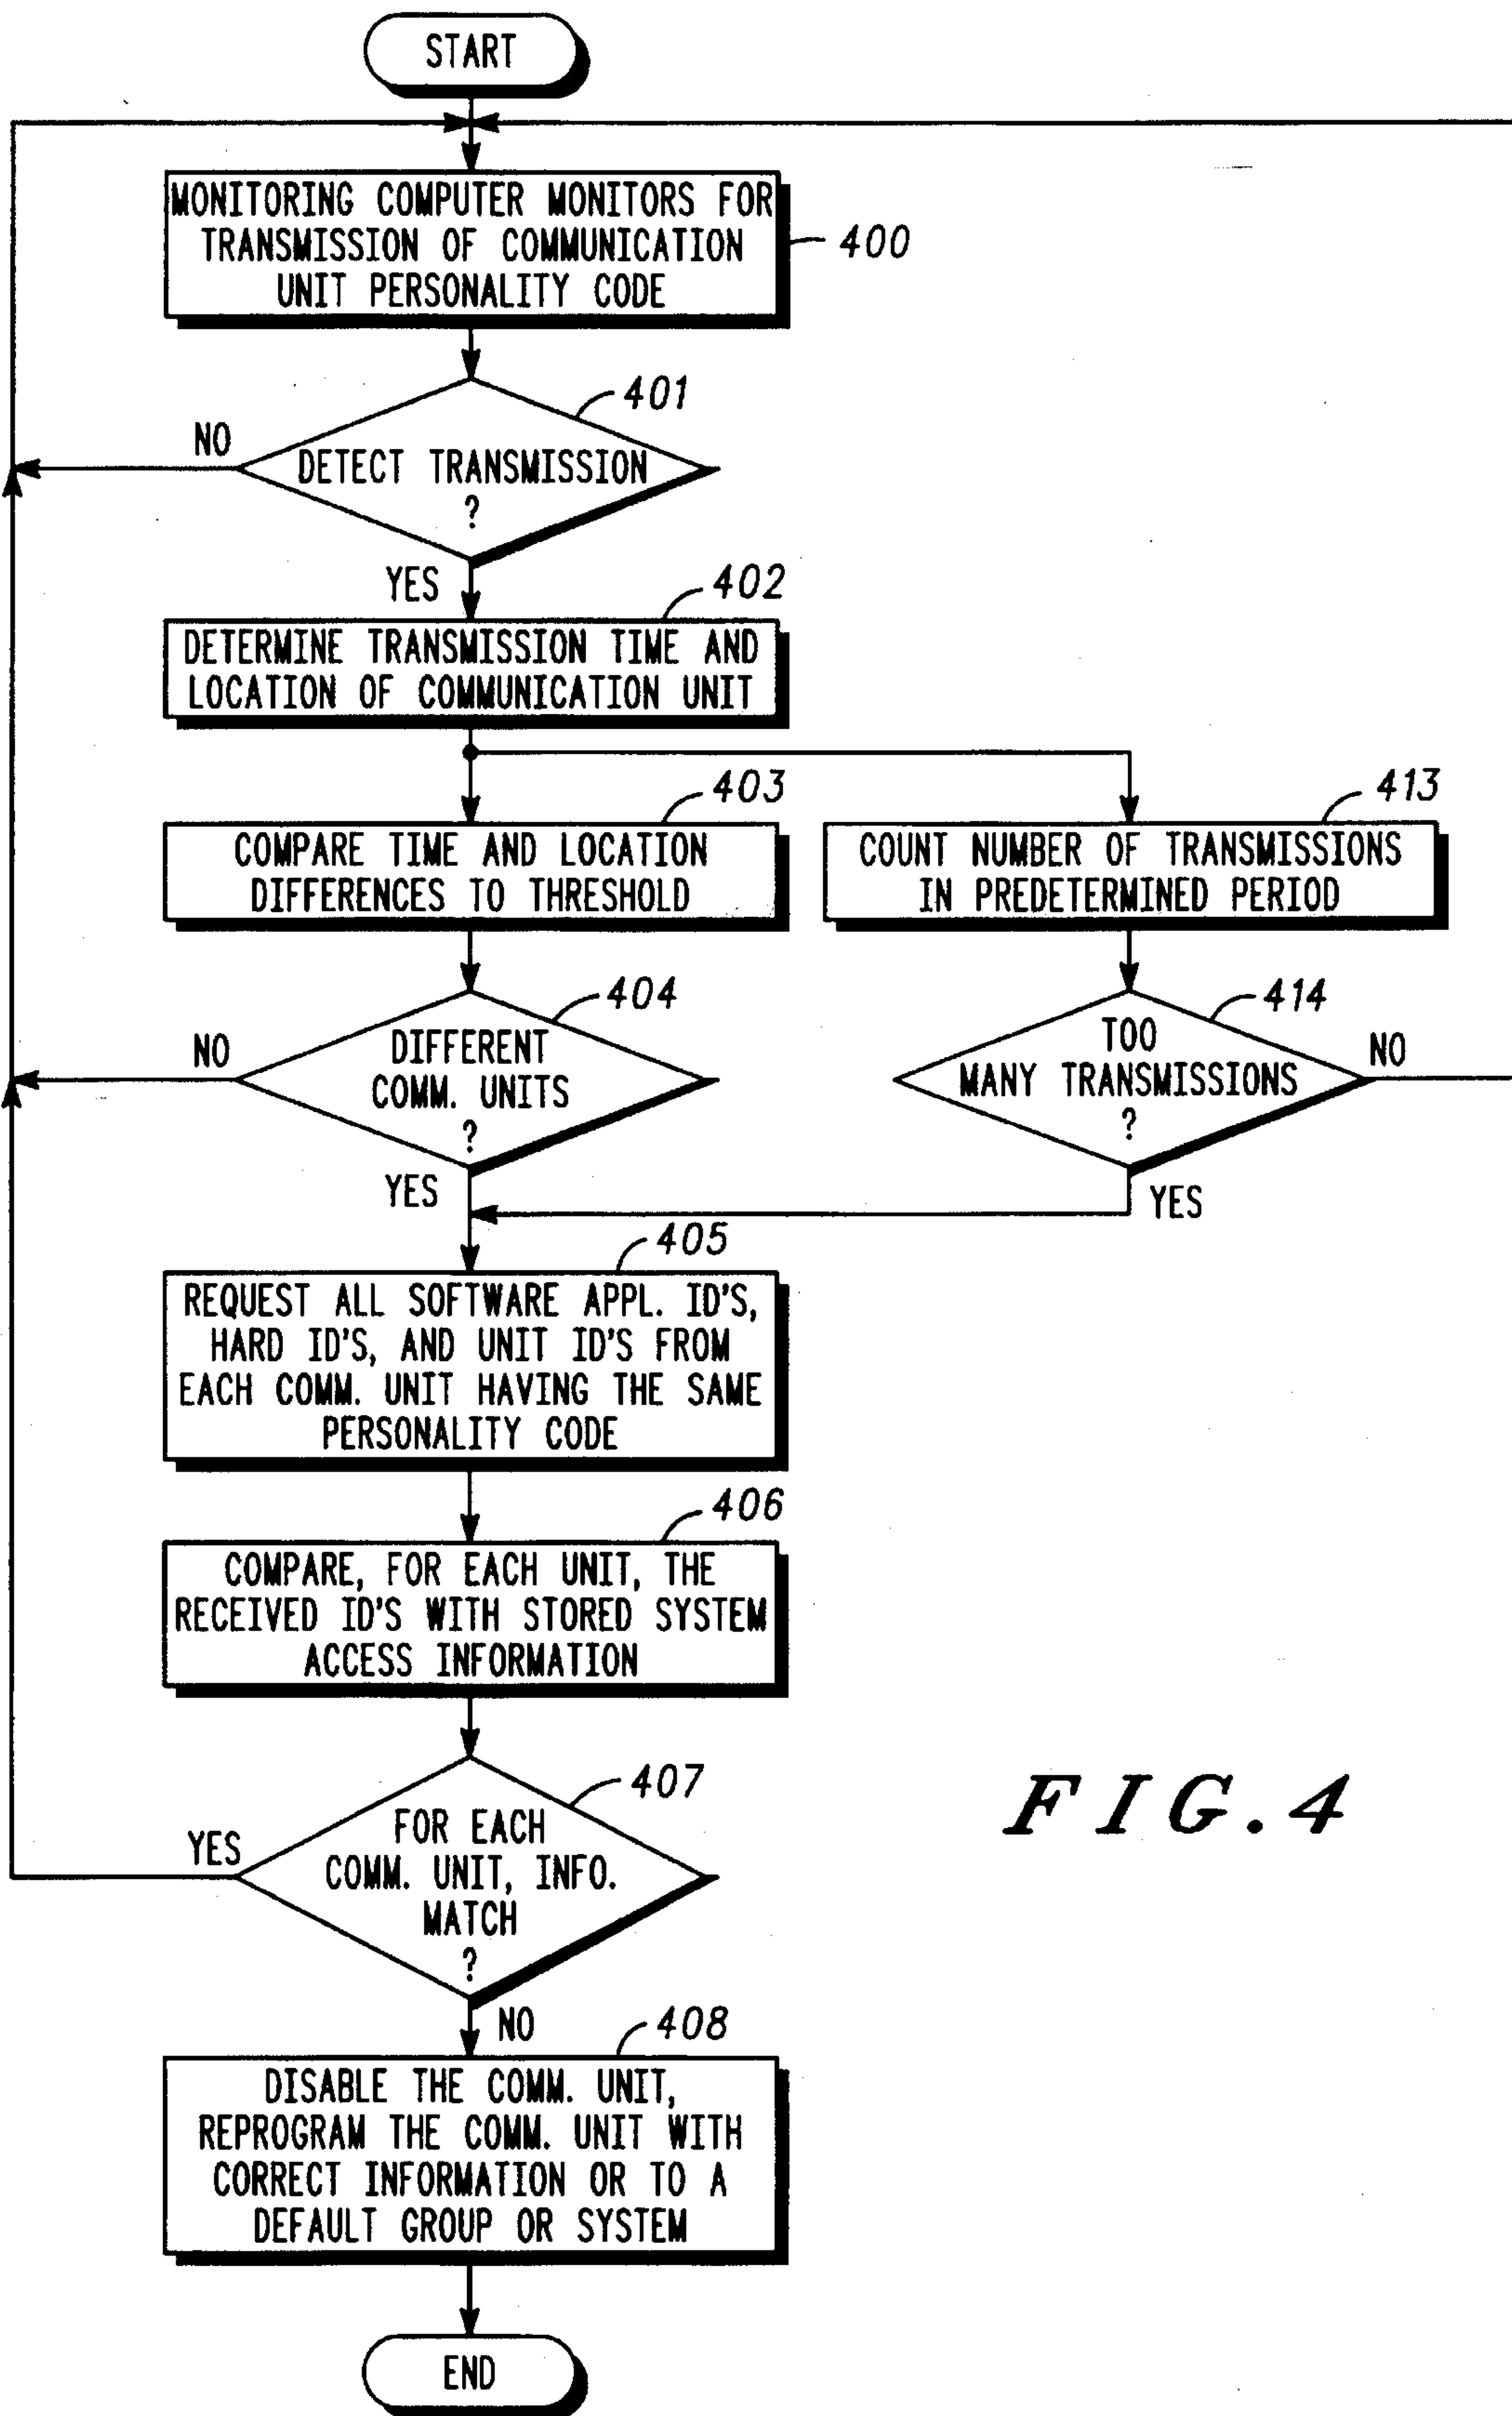 START
MONITORING COMPUTER MONITORS FOR
TRANSMISSION OF COMMUNICATION
UNIT PERSONALITY CODE
400
401
NO
DETECT TRANSMISSION
?
YES
402
DETERMINE TRANSMISSION TIME AND
LOCATION OF COMMUNICATION UNIT
403
COMPARE TIME AND LOCATION
DIFFERENCES TO THRESHOLD
413
COUNT NUMBER OF TRANSMISSIONS
IN PREDETERMINED PERIOD
404
NO
DIFFERENT
COMM. UNITS
?
YES
414
TOO
MANY TRANSMISSIONS
?
NO
YES
405
REQUEST ALL SOFTWARE APPL. ID'S,
HARD ID'S, AND UNIT ID'S FROM
EACH COMM. UNIT HAVING THE SAME
PERSONALITY CODE
406
COMPARE, FOR EACH UNIT, THE
RECEIVED ID'S WITH STORED SYSTEM
ACCESS INFORMATION
407
YES
FOR EACH
COMM. UNIT, INFO.
MATCH
?
NO
FIG.4
408
DISABLE THE COMM. UNIT,
REPROGRAM THE COMM. UNIT WITH
CORRECT INFORMATION OR TO A
DEFAULT GROUP OR SYSTEM
END